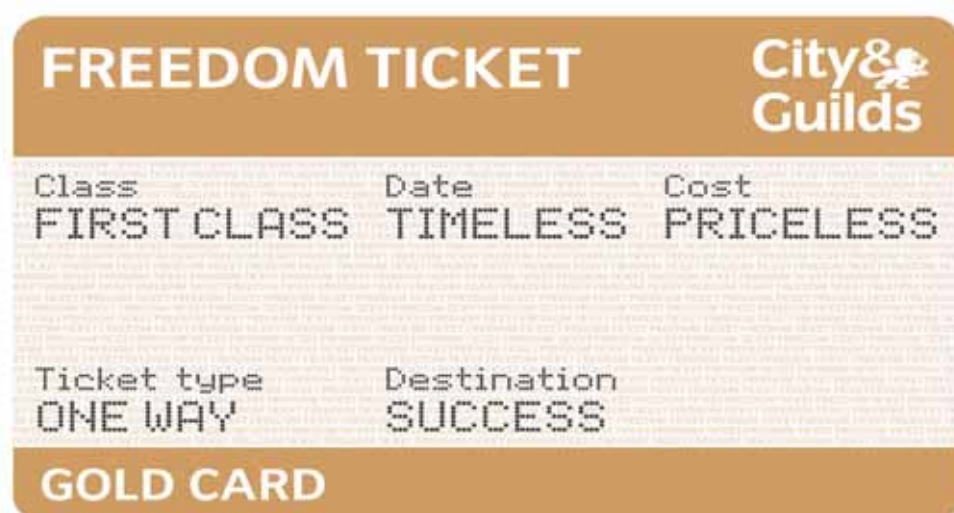 FREEDOM TICKET
City&
Guilds
Class Date Cost
FIRST CLASS TIMELESS PRICELESS
Ticket type Destination
ONE WAY SUCCESS
GOLD CARD